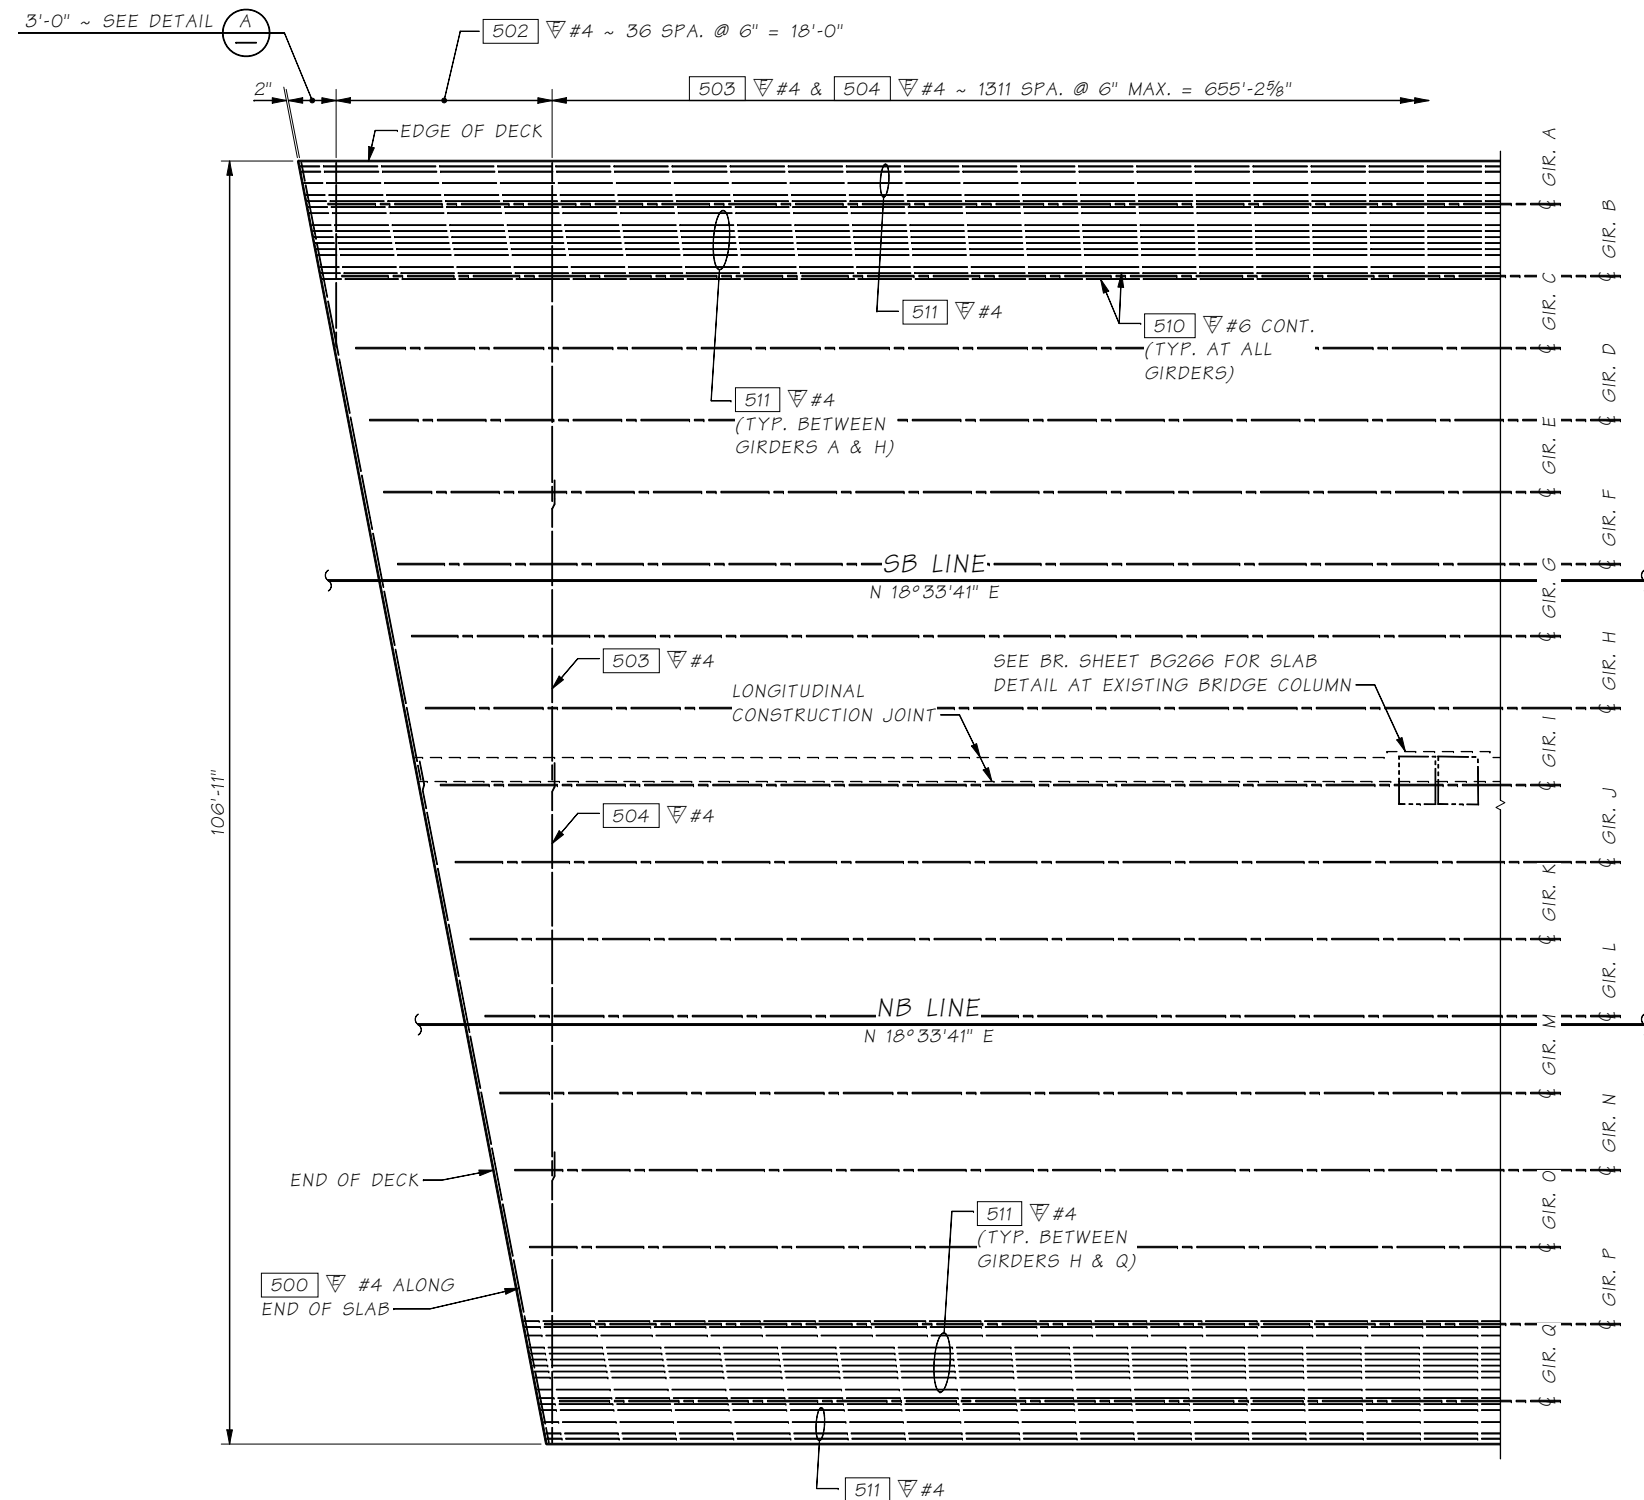 3'-0" ~ SEE DETAIL A
502 E #4 ~ 36 SPA. @ 6" = 18'-0"
2"
503 E #4 & 504 E #4 ~ 1311 SPA. @ 6" MAX. = 655'-2⅝"
EDGE OF DECK
℄ GIR. A
℄ GIR. B
511 E #4
510 E #6 CONT.
(TYP. AT ALL
GIRDERS)
℄ GIR. C
℄ GIR. D
511 E #4
(TYP. BETWEEN
GIRDERS A & H)
℄ GIR. E
℄ GIR. F
SB LINE
N 18°33'41" E
℄ GIR. G
℄ GIR. H
503 E #4
SEE BR. SHEET BG266 FOR SLAB
DETAIL AT EXISTING BRIDGE COLUMN
LONGITUDINAL
CONSTRUCTION JOINT
℄ GIR. I
℄ GIR. J
106'-11"
504 E #4
℄ GIR. K
℄ GIR. L
NB LINE
N 18°33'41" E
℄ GIR. M
℄ GIR. N
END OF DECK
℄ GIR. O
℄ GIR. P
511 E #4
(TYP. BETWEEN
GIRDERS H & Q)
500 E #4 ALONG
END OF SLAB
℄ GIR. Q
511 E #4